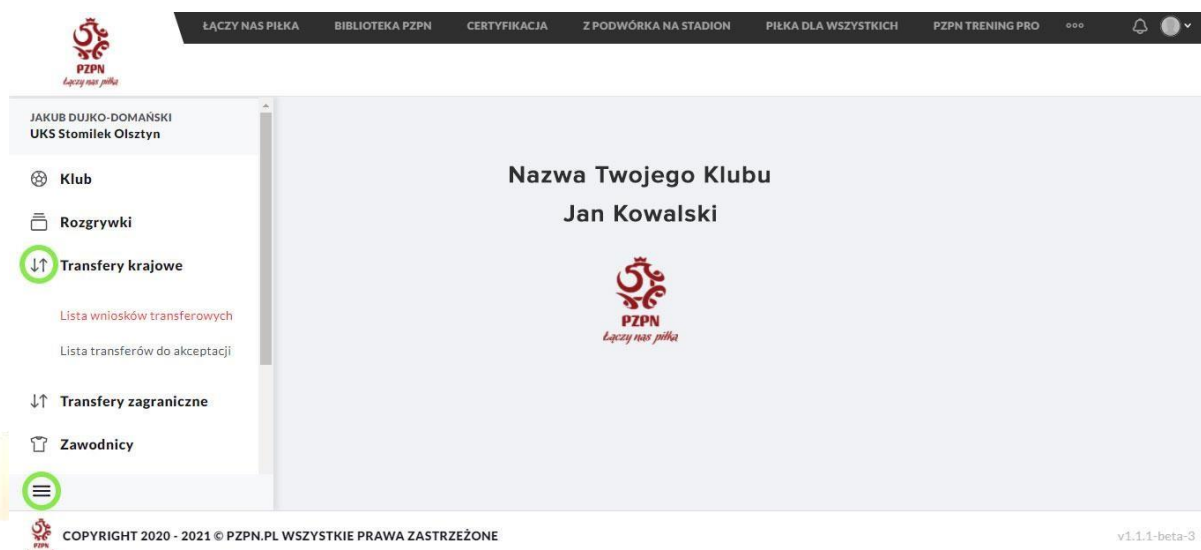 ŁĄCZY NAS PIŁKA BIBLIOTEKA PZPN CERTYFIKACJA Z PODWÓRKA NA STADION PIŁKA DLA WSZYSTKICH PZPN TRENING PRO
PZPN
Łączy nas piłka
JAKUB DUJKO-DOMAŃSKI
UKS Stomilek Olsztyn
Klub
Rozgrywki
Transfery krajowe
Lista wniosków transferowych
Lista transferów do akceptacji
Transfery zagraniczne
Zawodnicy
Nazwa Twojego Klubu
Jan Kowalski
PZPN
Łączy nas piłka
PZPN
COPYRIGHT 2020 - 2021 © PZPN.PL WSZYSTKIE PRAWA ZASTRZEŻONE
v1.1.1-beta-3